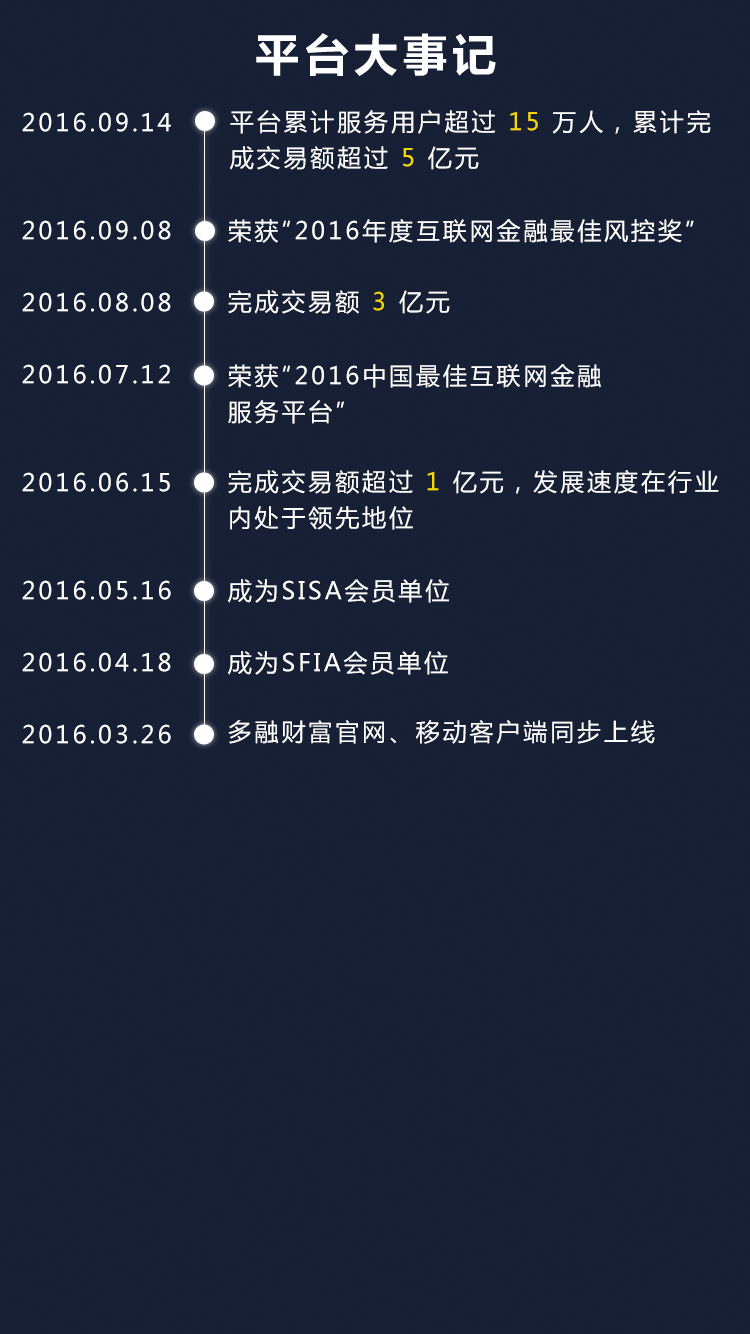 平台大事记
2016.09.14 平台累计服务用户超过 15 万人，累计完
成交易额超过 5 亿元
2016.09.08 荣获“2016年度互联网金融最佳风控奖”
2016.08.08 完成交易额 3 亿元
2016.07.12 荣获“2016中国最佳互联网金融
服务平台”
2016.06.15 完成交易额超过 1 亿元，发展速度在行业
内处于领先地位
2016.05.16 成为SISA会员单位
2016.04.18 成为SFIA会员单位
2016.03.26 多融财富官网、移动客户端同步上线